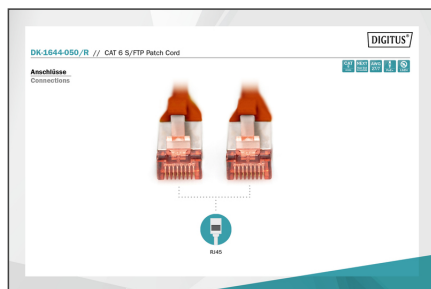 DIGITUS®
DK-1644-050/R // CAT 6 S/FTP Patch Cord
Anschlüsse
Connections
RJ45